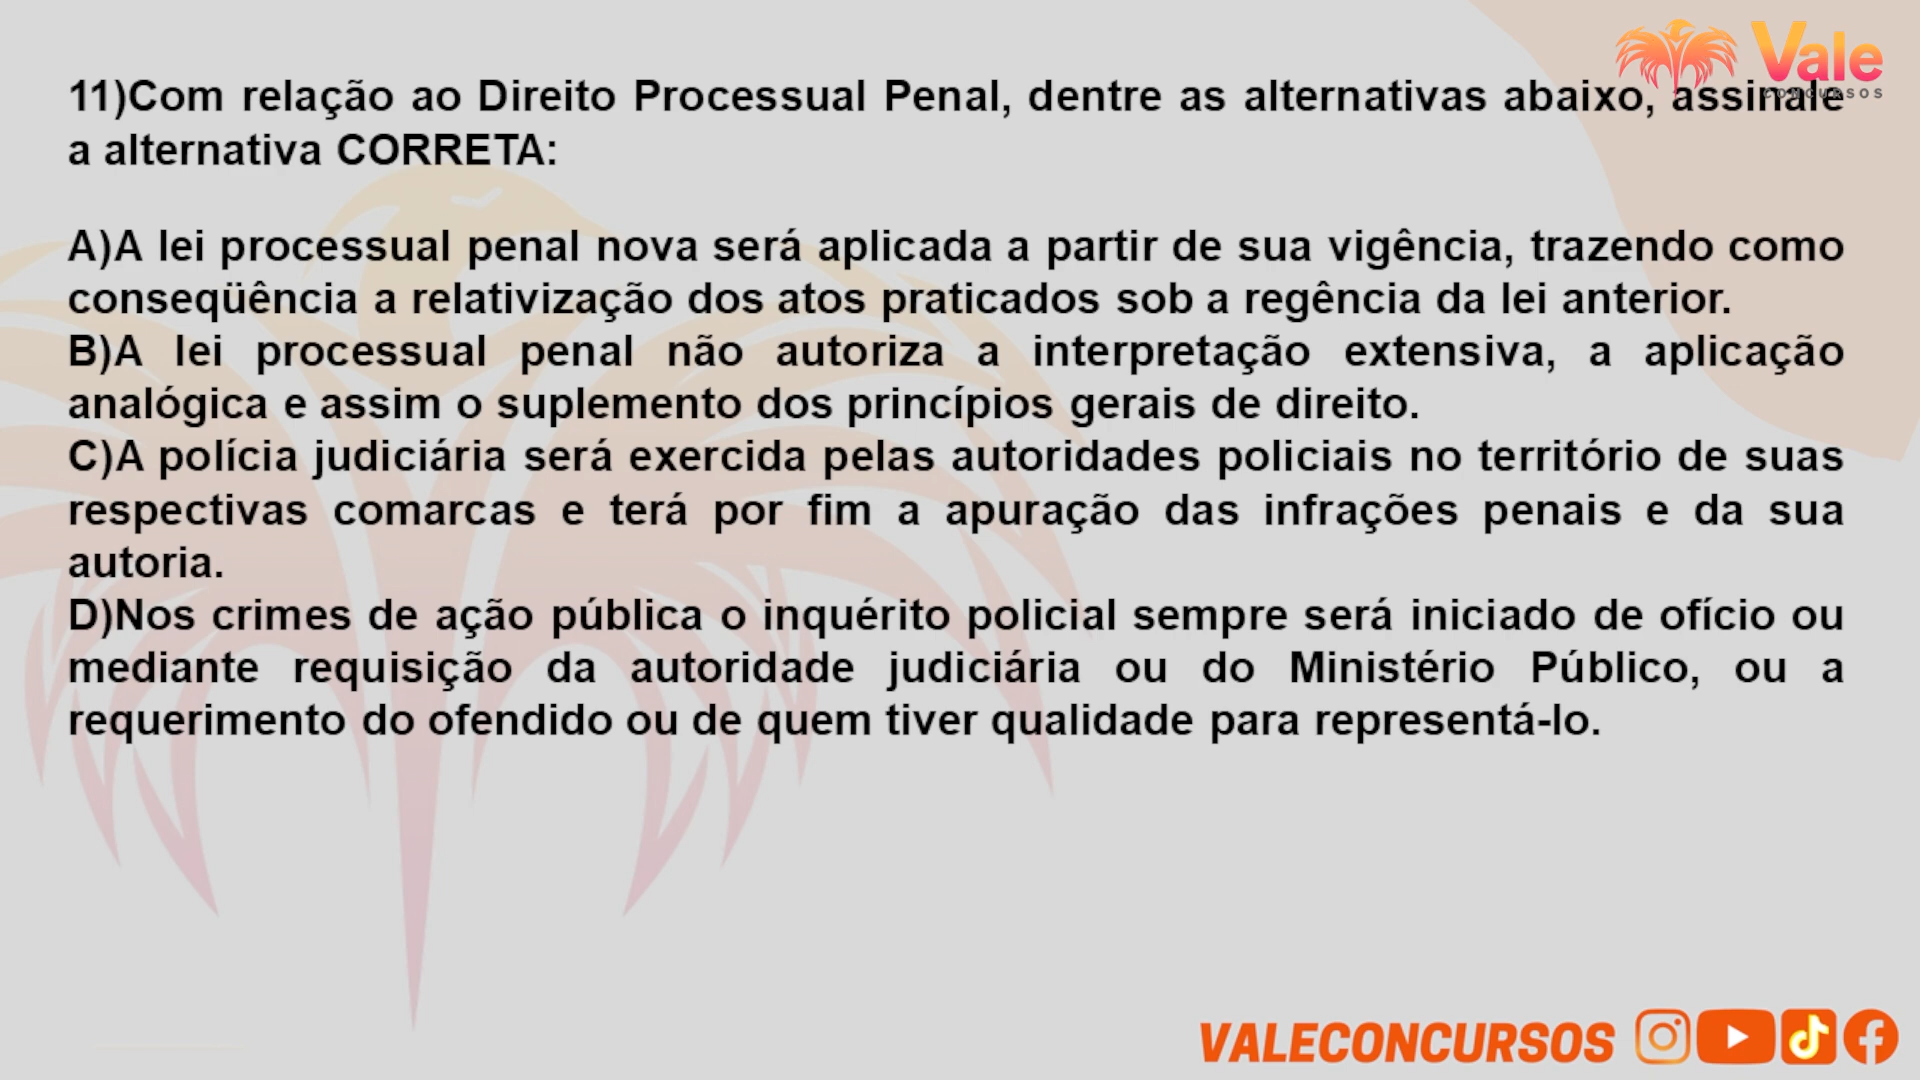 Vale
CONCURSOS
11)Com relação ao Direito Processual Penal, dentre as alternativas abaixo, assinale
a alternativa CORRETA:
A)A lei processual penal nova será aplicada a partir de sua vigência, trazendo como
conseqüência a relativização dos atos praticados sob a regência da lei anterior.
B)A lei processual penal não autoriza a interpretação extensiva, a aplicação
analógica e assim o suplemento dos princípios gerais de direito.
C)A polícia judiciária será exercida pelas autoridades policiais no território de suas
respectivas comarcas e terá por fim a apuração das infrações penais e da sua
autoria.
D)Nos crimes de ação pública o inquérito policial sempre será iniciado de ofício ou
mediante requisição da autoridade judiciária ou do Ministério Público, ou a
requerimento do ofendido ou de quem tiver qualidade para representá-lo.
VALECONCURSOS